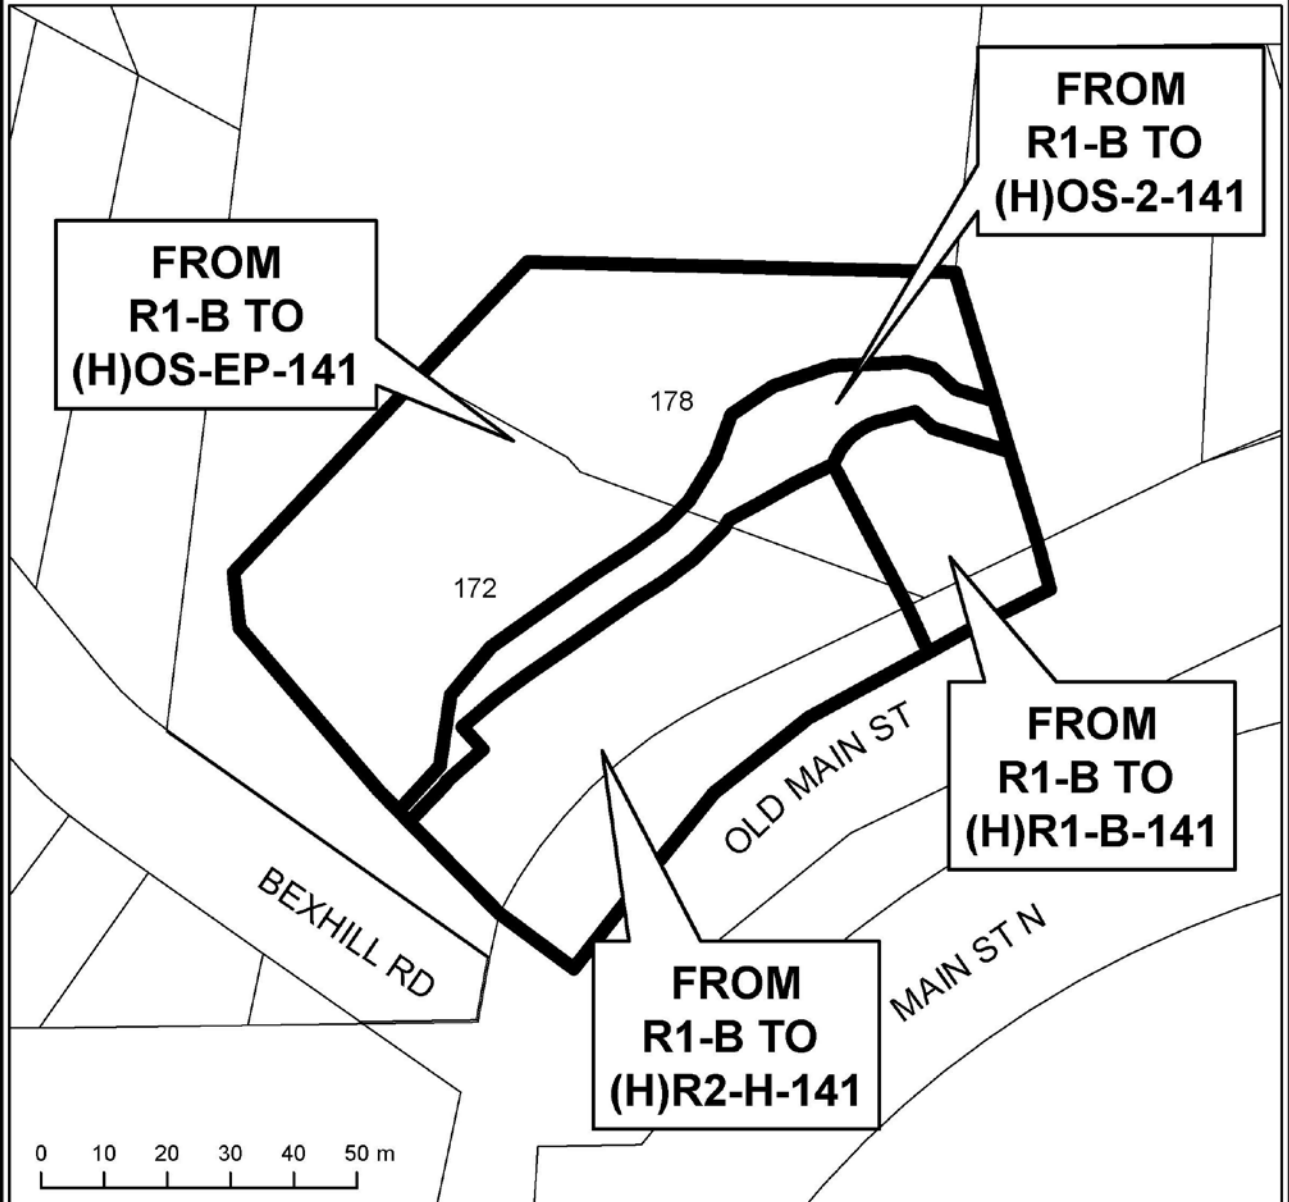 FROM
R1-B TO
(H)OS-2-141
FROM
R1-B TO
(H)OS-EP-141
178
172
FROM
R1-B TO
(H)R1-B-141
OLD MAIN ST
BEXHILL RD
MAIN ST N
FROM
R1-B TO
(H)R2-H-141
0 10 20 30 40 50 m